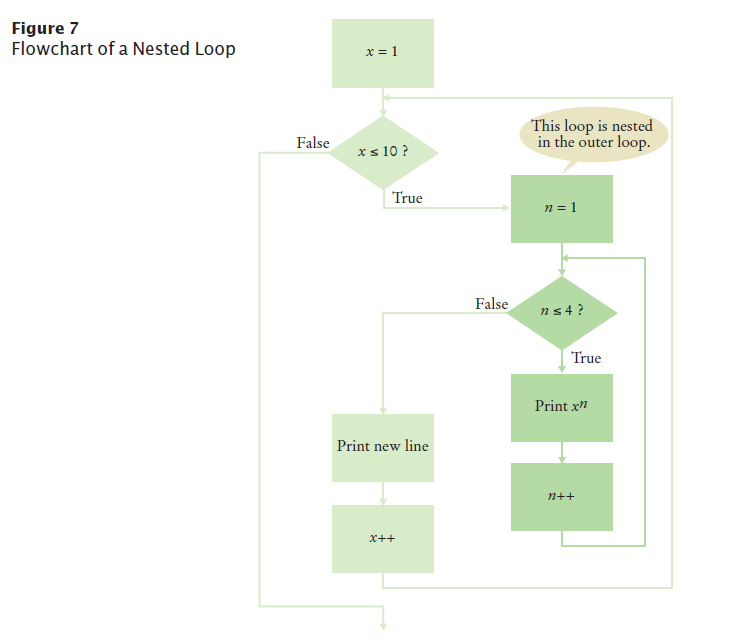 Figure 7
Flowchart of a Nested Loop
x = 1
This loop is nested
in the outer loop.
False
x ≤ 10 ?
True
n = 1
False
n ≤ 4 ?
True
Print xⁿ
Print new line
n++
x++